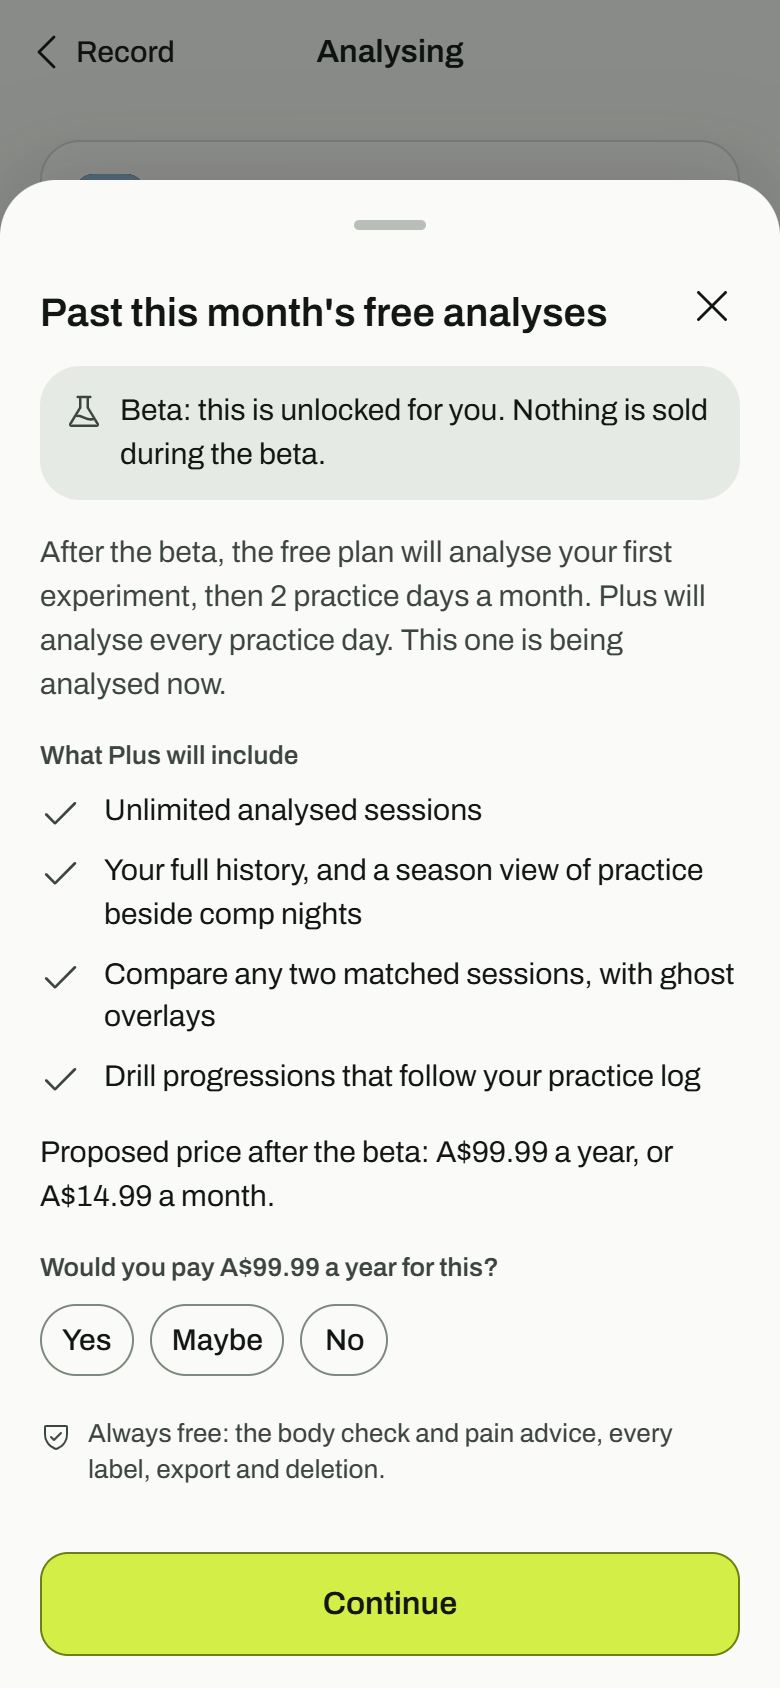 Record
Analysing
Past this month's free analyses
Beta: this is unlocked for you. Nothing is sold
during the beta.
After the beta, the free plan will analyse your first
experiment, then 2 practice days a month. Plus will
analyse every practice day. This one is being
analysed now.
What Plus will include
Unlimited analysed sessions
Your full history, and a season view of practice
beside comp nights
Compare any two matched sessions, with ghost
overlays
Drill progressions that follow your practice log
Proposed price after the beta: A$99.99 a year, or
A$14.99 a month.
Would you pay A$99.99 a year for this?
Yes
Maybe
No
Always free: the body check and pain advice, every
label, export and deletion.
Continue